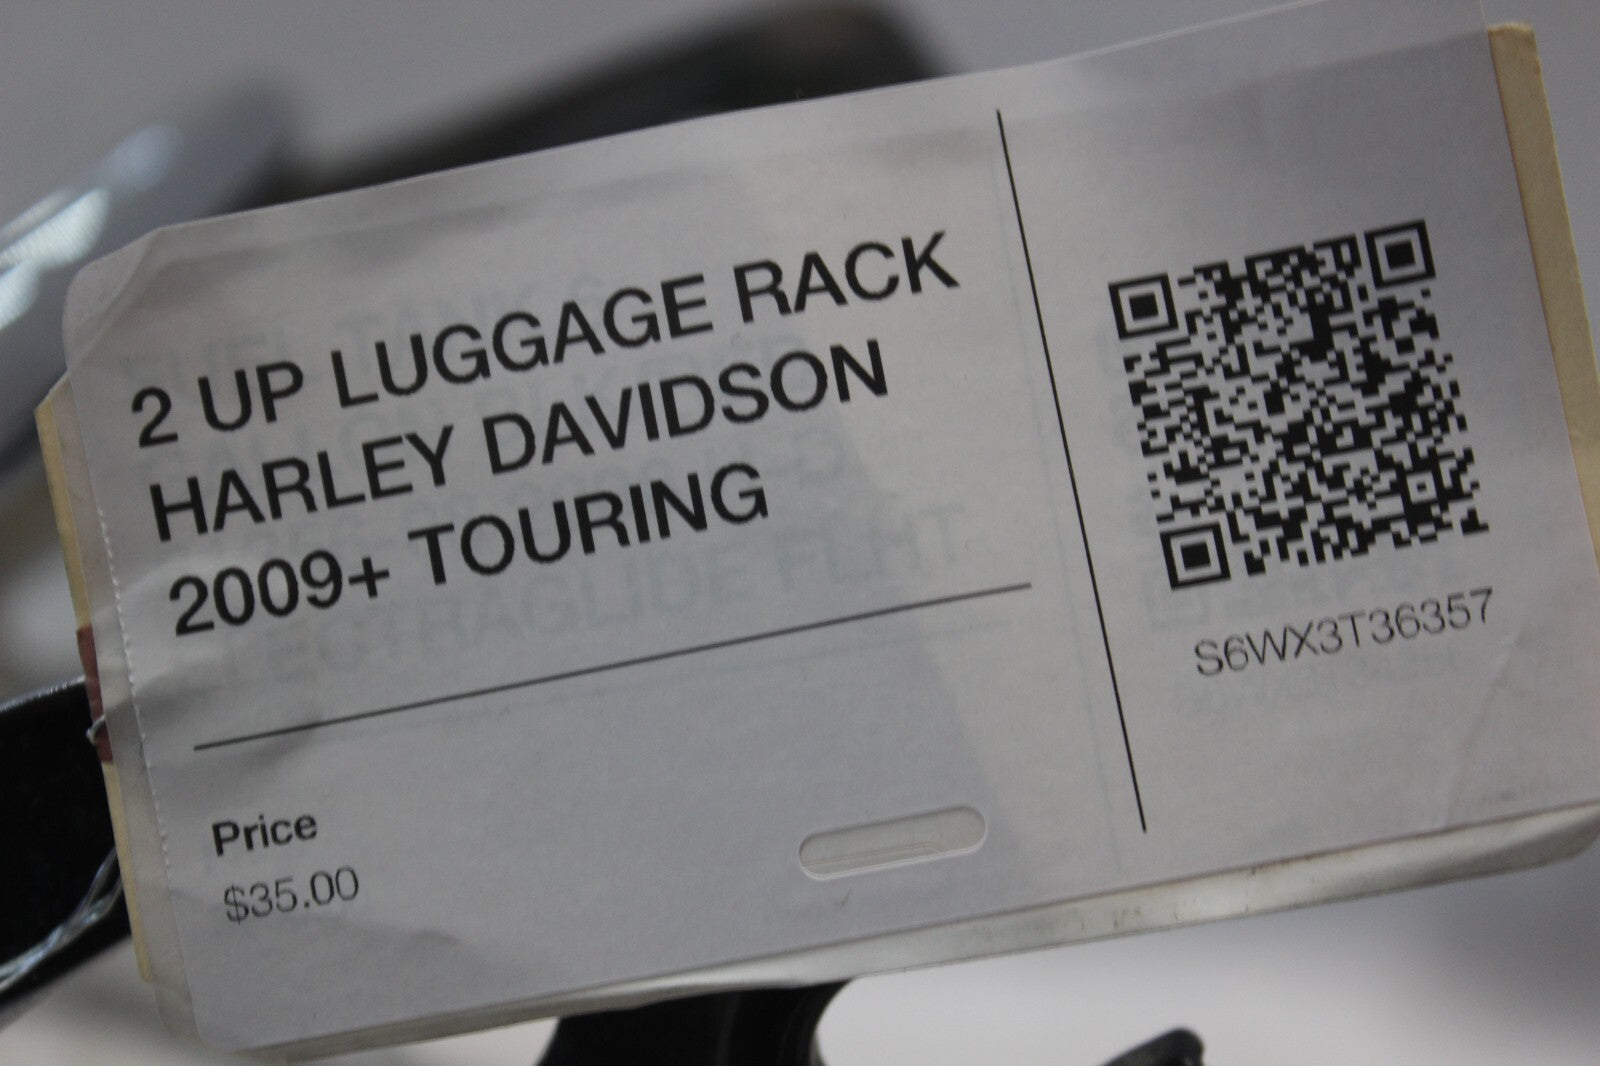 2 UP LUGGAGE RACK
HARLEY DAVIDSON
2009+ TOURING
Price
$35.00
S6WX3T36357